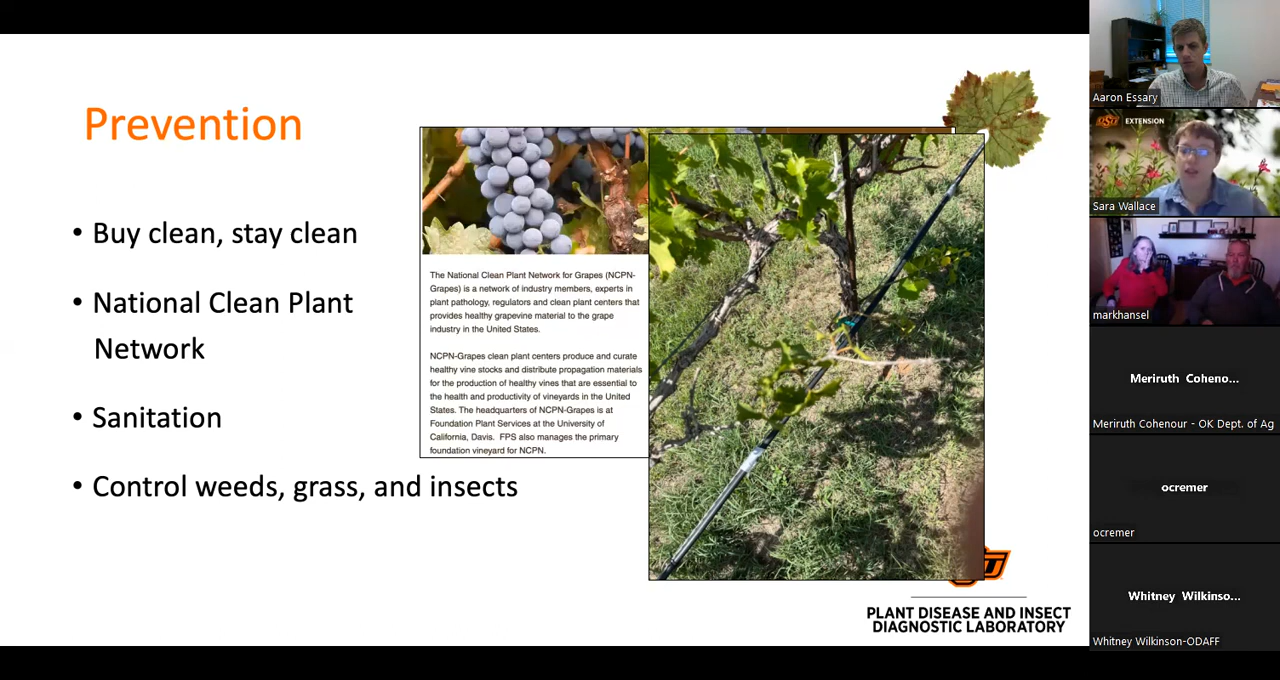 Prevention
• Buy clean, stay clean
• National Clean Plant
Network
• Sanitation
• Control weeds, grass, and insects
The National Clean Plant Network for Grapes (NCPN-
Grapes) is a network of industry members, experts in
plant pathology, regulators and clean plant centers that
provides healthy grapevine material to the grape
industry in the United States.
NCPN-Grapes clean plant centers produce and curate
healthy vine stocks and distribute propagation materials
for the production of healthy vines that are essential to
the health and productivity of vineyards in the United
States. The headquarters of NCPN-Grapes is at
Foundation Plant Services at the University of
California, Davis. FPS also manages the primary
foundation vineyard for NCPN.
PLANT DISEASE AND INSECT
DIAGNOSTIC LABORATORY
Aaron Essary
EXTENSION
Sara Wallace
markhansel
Meriruth Coheno...
Meriruth Cohenour - OK Dept. of Ag
ocremer
ocremer
Whitney Wilkinso...
Whitney Wilkinson-ODAFF